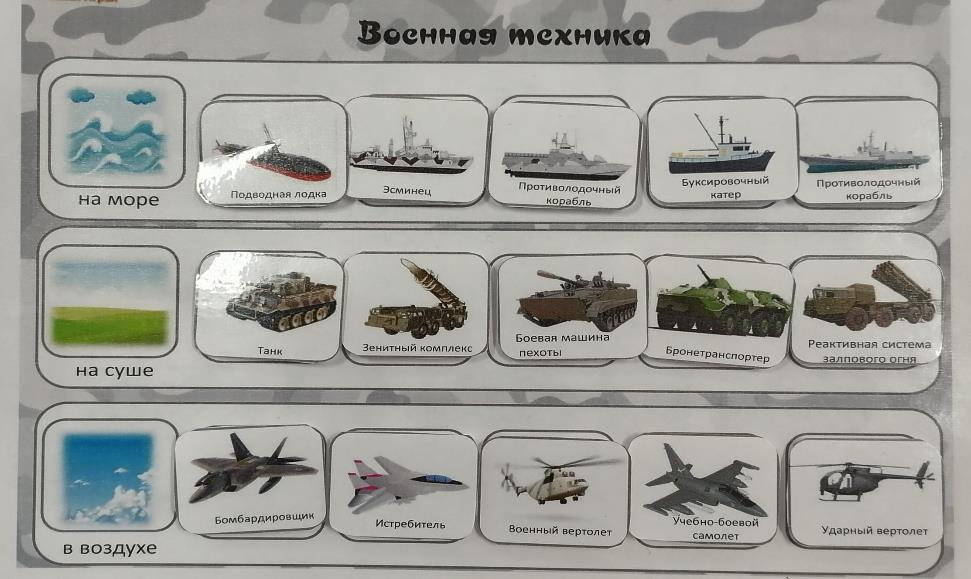 Военная техника
на море
Подводная лодка
Эсминец
Противолодочный
корабль
Буксировочный
катер
Противолодочный
корабль
на суше
Танк
Зенитный комплекс
Боевая машина
пехоты
Бронетранспортер
Реактивная система
залпового огня
в воздухе
Бомбардировщик
Истребитель
Военный вертолет
Учебно-боевой
самолет
Ударный вертолет